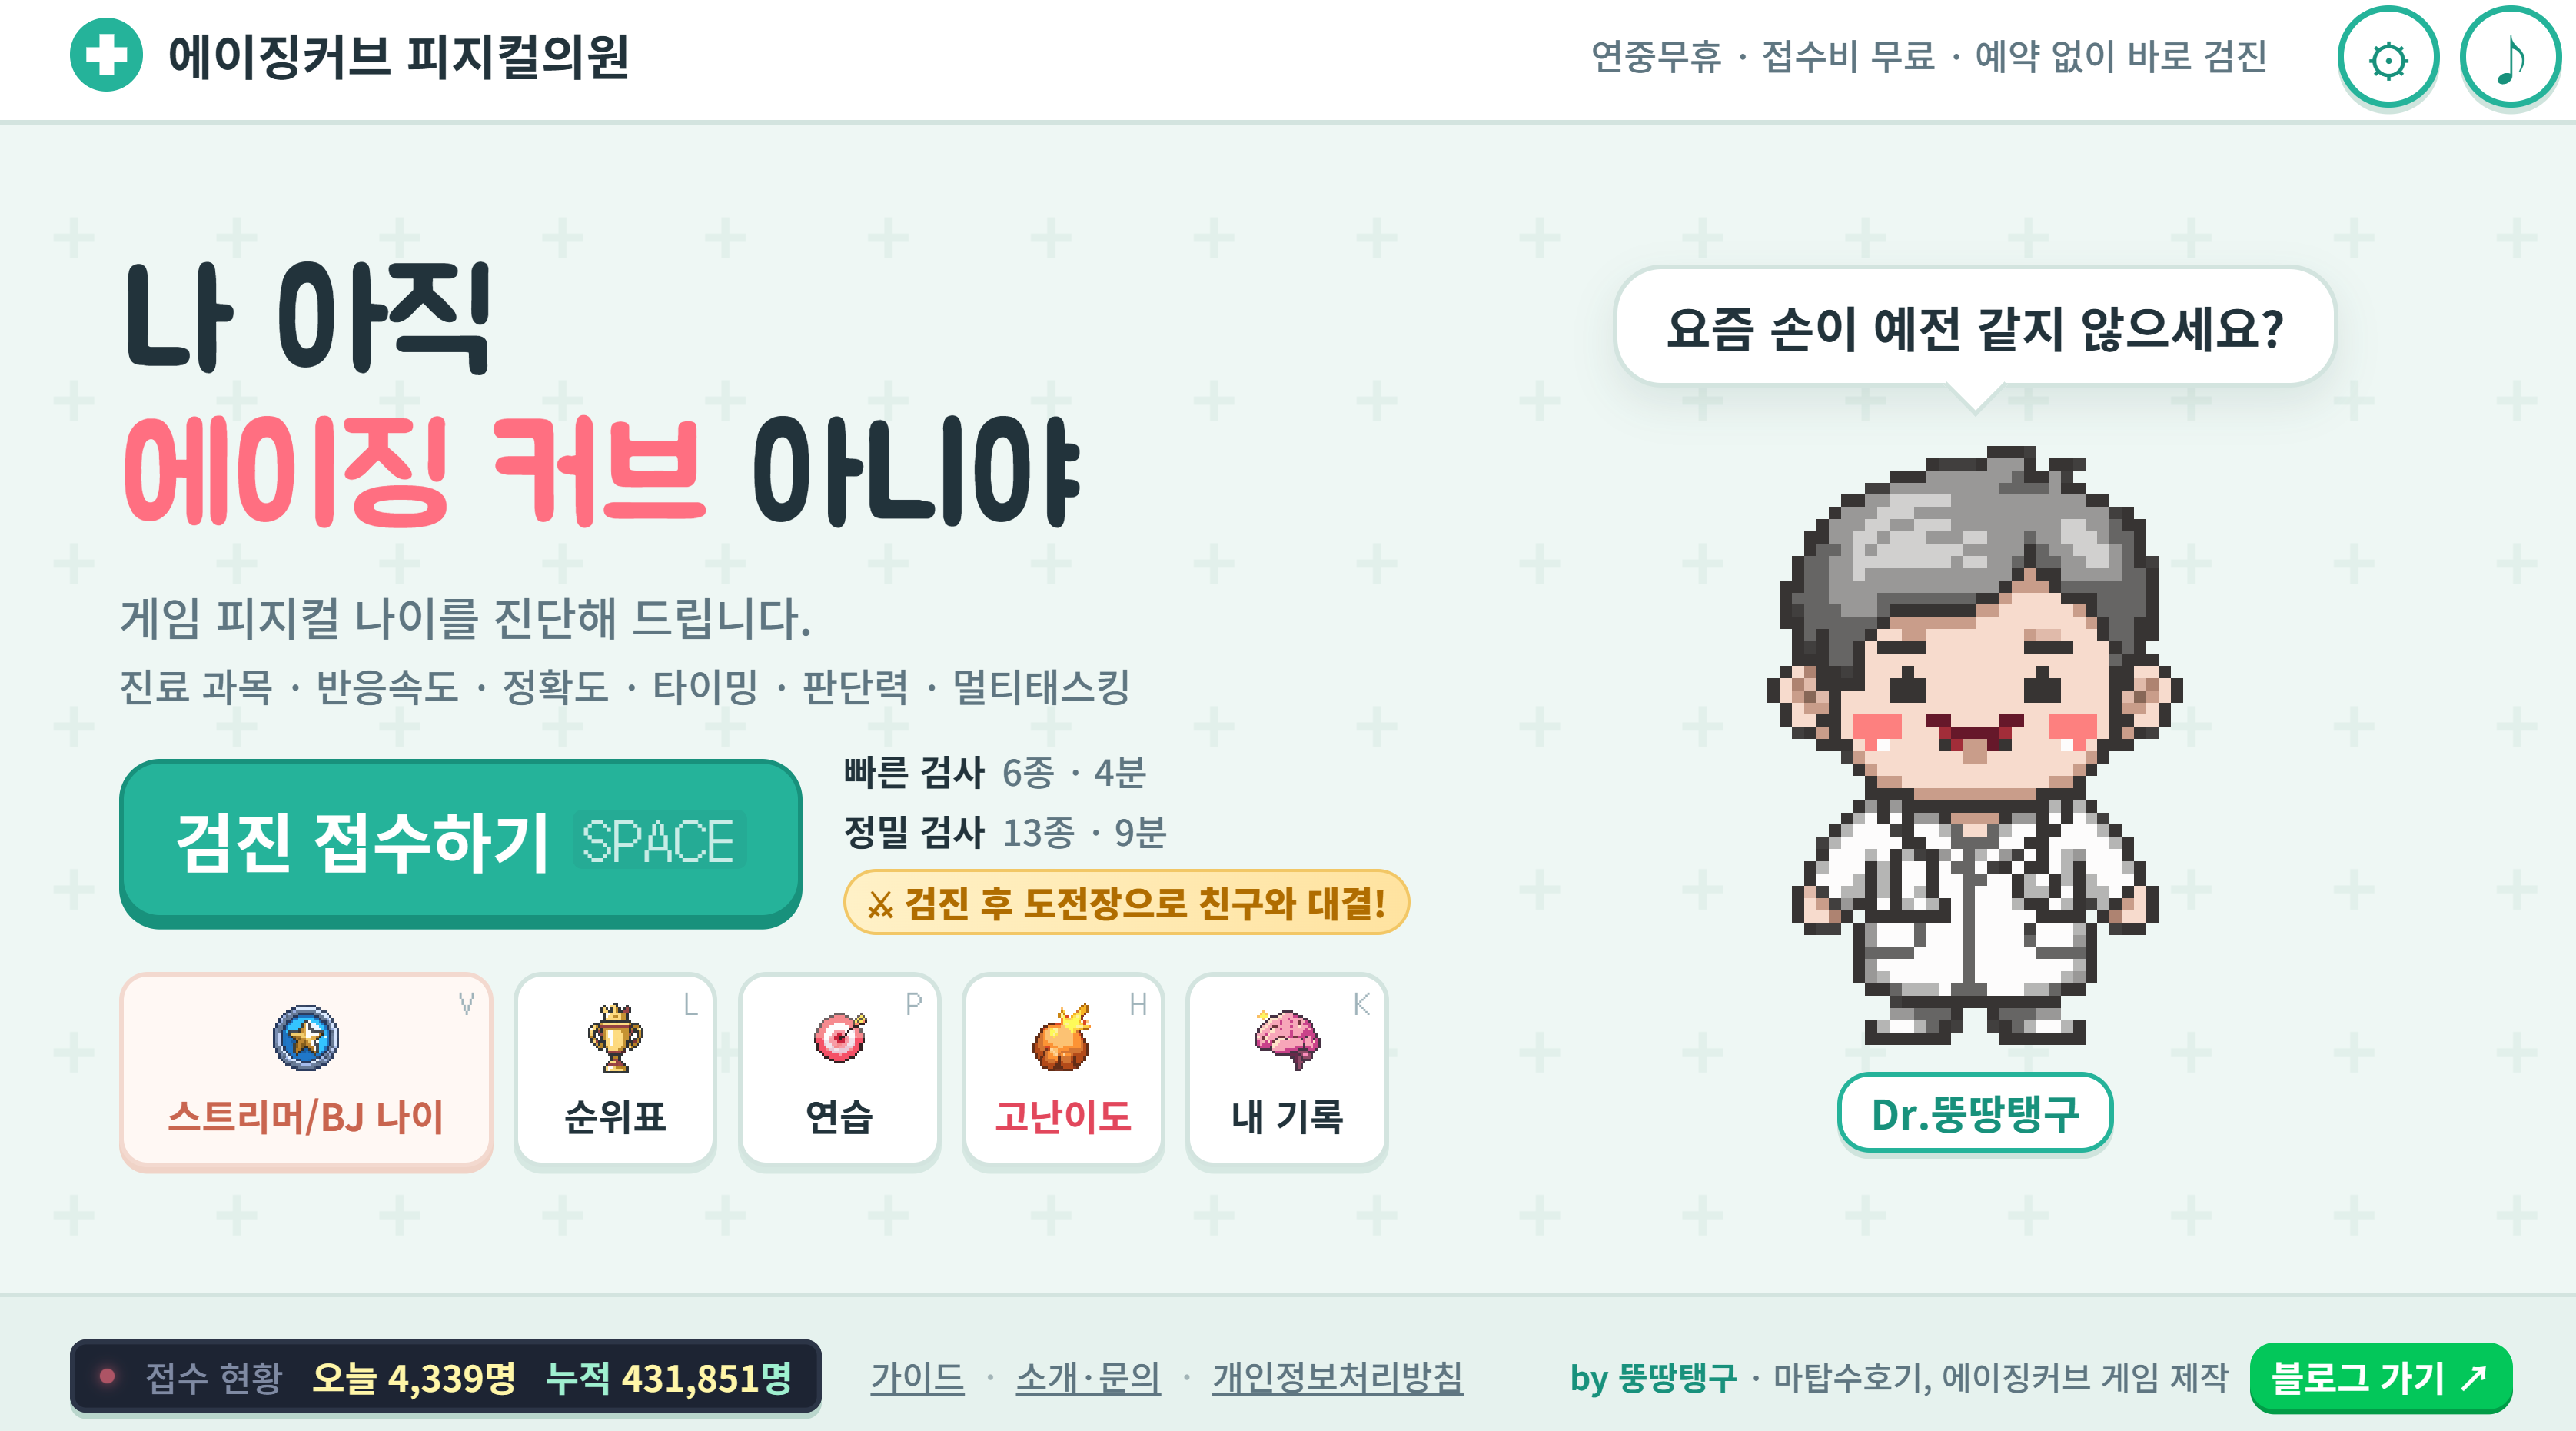 에이징커브 피지컬의원
연중무휴 · 접수비 무료 · 예약 없이 바로 검진
나 아직
에이징 커브 아니야
게임 피지컬 나이를 진단해 드립니다.
진료 과목 · 반응속도 · 정확도 · 타이밍 · 판단력 · 멀티태스킹
검진 접수하기 SPACE
빠른 검사 6종 · 4분
정밀 검사 13종 · 9분
⚔ 검진 후 도전장으로 친구와 대결!
V
스트리머/BJ 나이
L
순위표
P
연습
H
고난이도
K
내 기록
요즘 손이 예전 같지 않으세요?
Dr.뚱땅탱구
접수 현황 오늘 4,339명 누적 431,851명
가이드 · 소개·문의 · 개인정보처리방침
by 뚱땅탱구 · 마탑수호기, 에이징커브 게임 제작
블로그 가기 ↗